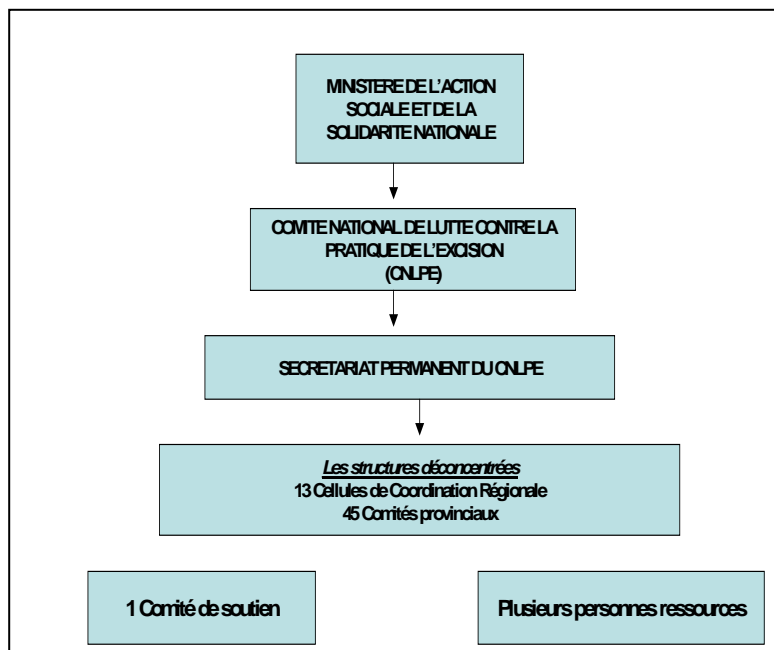 MINISTERE DE L'ACTION
SOCIALE ET DE LA
SOLIDARITE NATIONALE
COMITE NATIONAL DE LUTTE CONTRE LA
PRATIQUE DE L'EXCISION
(CNLPE)
SECRETARIAT PERMANENT DU CNLPE
Les structures déconcentrées
13 Cellules de Coordination Régionale
45 Comités provinciaux
1 Comité de soutien
Plusieurs personnes ressources